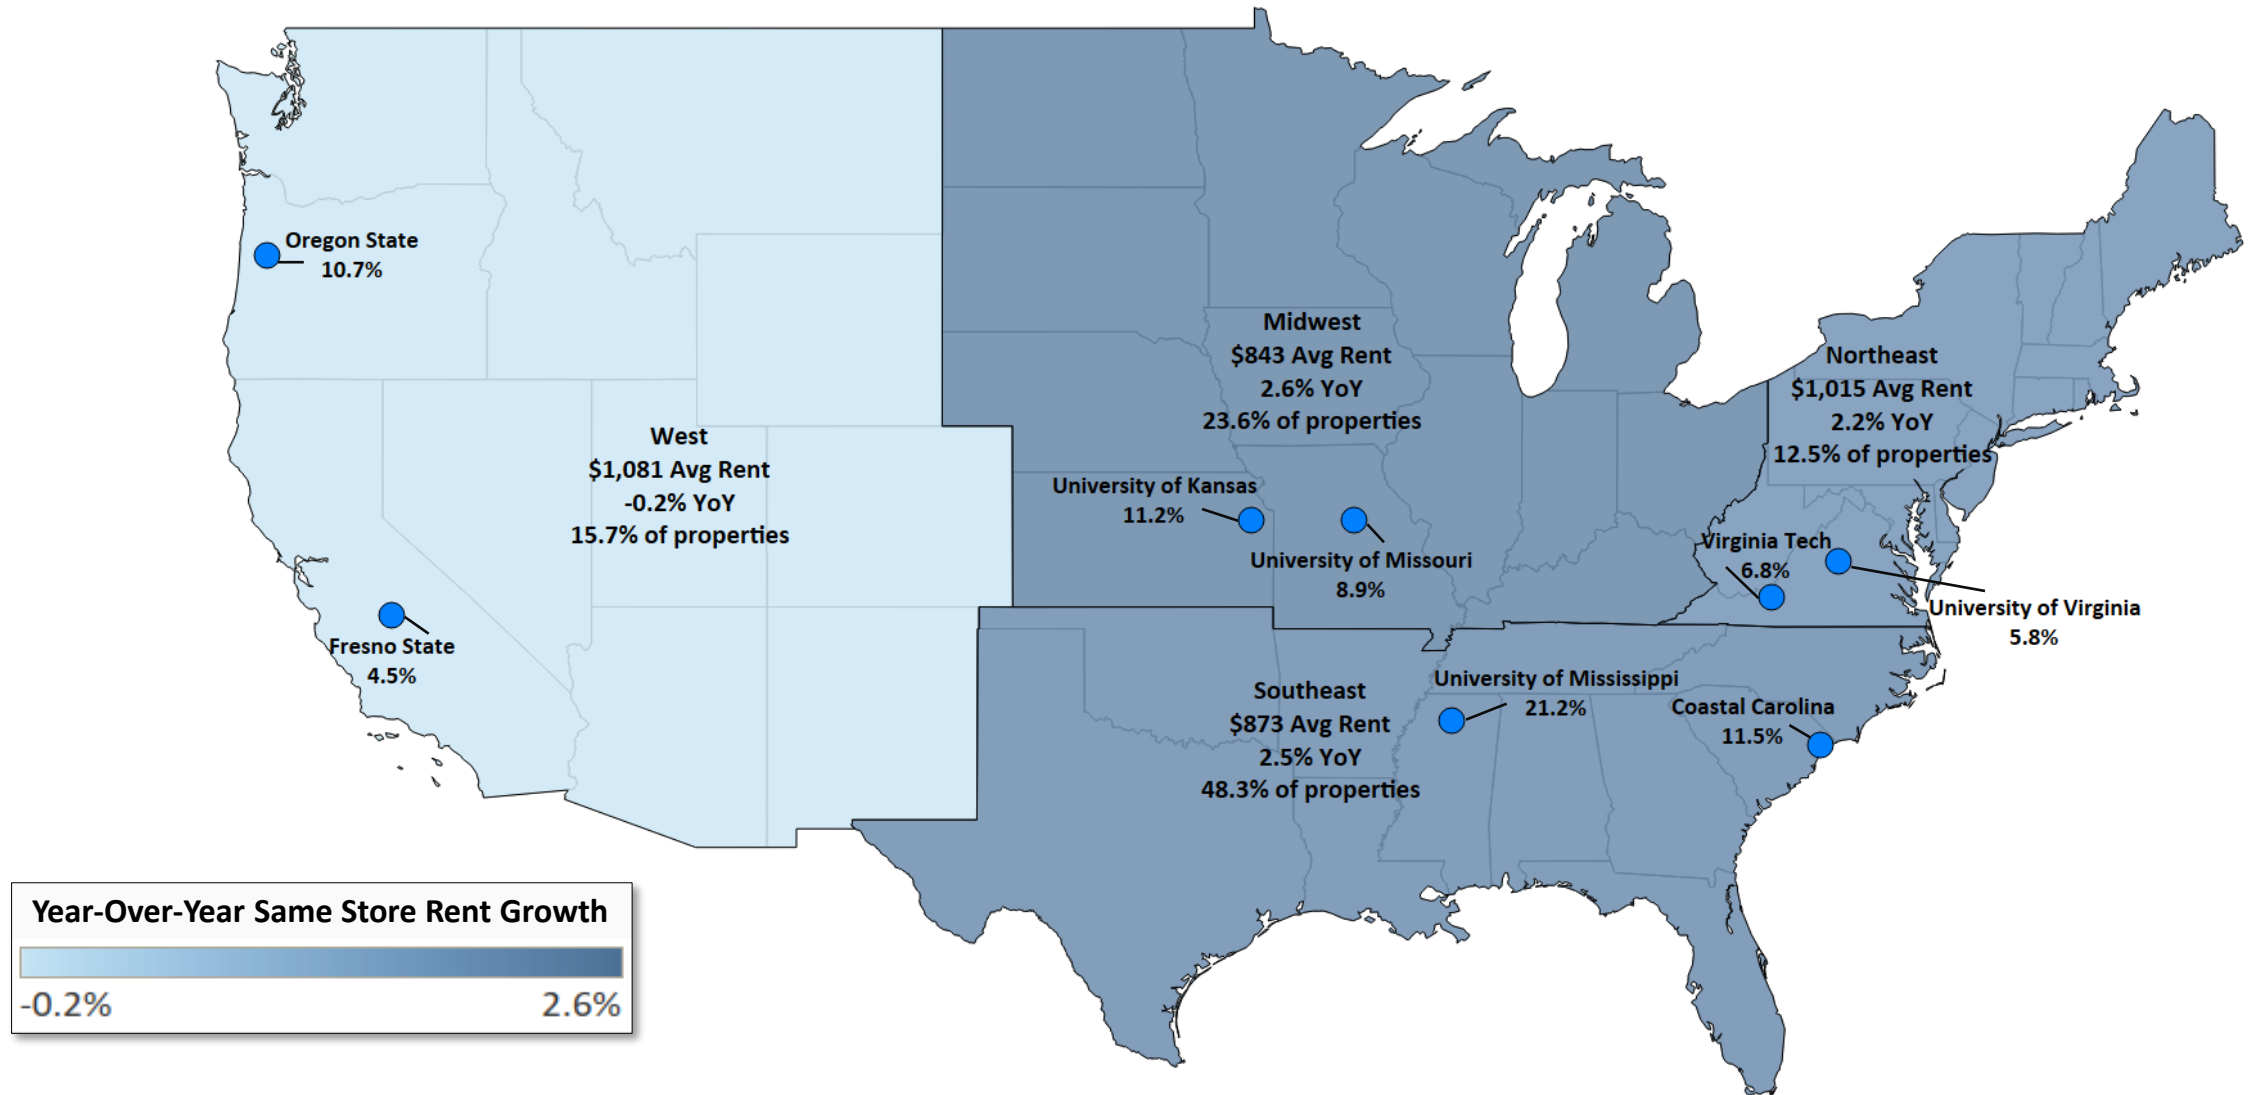 Oregon State
10.7%
Midwest
$843 Avg Rent
2.6% YoY
23.6% of properties
Northeast
$1,015 Avg Rent
2.2% YoY
12.5% of properties
West
$1,081 Avg Rent
-0.2% YoY
15.7% of properties
University of Kansas
11.2%
University of Missouri
8.9%
Virginia Tech
6.8%
University of Virginia
5.8%
Fresno State
4.5%
Southeast
$873 Avg Rent
2.5% YoY
48.3% of properties
University of Mississippi
21.2%
Coastal Carolina
11.5%
Year-Over-Year Same Store Rent Growth
-0.2%
2.6%